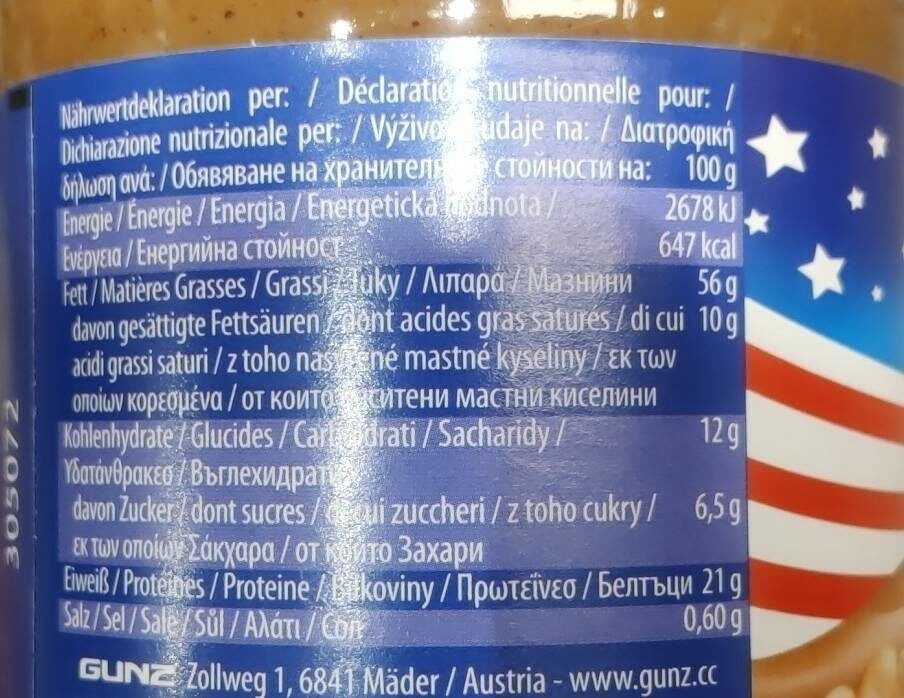 Nährwertdeklaration per: / Déclaration nutritionnelle pour: /
Dichiarazione nutrizionale per: / Výživové údaje na: / Διατροφική
δήλωση ανά: / Обявяване на хранителн стойности на: 100 g
Energie / Énergie / Energia / Energetická hodnota / 2678 kJ
Ενέργεια / Енергийна стойност 647 kcal
Fett / Matières Grasses / Grassi / Tuky / Λιπαρά / Мазнини 56 g
davon gesättigte Fettsäuren / dont acides gras saturés / di cui 10 g
acidi grassi saturi / z toho nasycené mastné kyseliny / εκ των
οποίων κορεσμένα / от които наситени мастни киселини
Kohlenhydrate / Glucides / Carboidrati / Sacharidy / 12 g
Υδατάνθρακεσ / Въглехидрати
davon Zucker / dont sucres / di cui zuccheri / z toho cukry / 6,5 g
εκ των οποίων Σάκχαρα / от които Захари
Eiweiß / Protéines / Proteine / Bílkoviny / Πρωτεΐνεσ / Белтъци 21 g
Salz / Sel / Sale / Sůl / Αλάτι / Сол 0,60 g
GUNZ Zollweg 1, 6841 Mäder / Austria - www.gunz.cc
305072